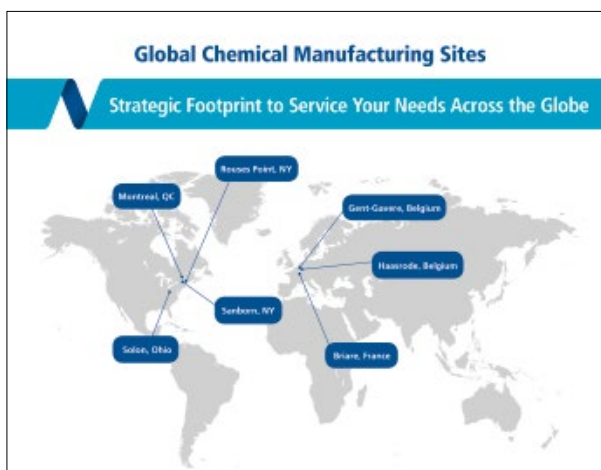 Global Chemical Manufacturing Sites
Strategic Footprint to Service Your Needs Across the Globe
Rouses Point, NY
Montreal, QC
Gent-Gavere, Belgium
Haasrode, Belgium
Sanborn, NY
Solon, Ohio
Briare, France